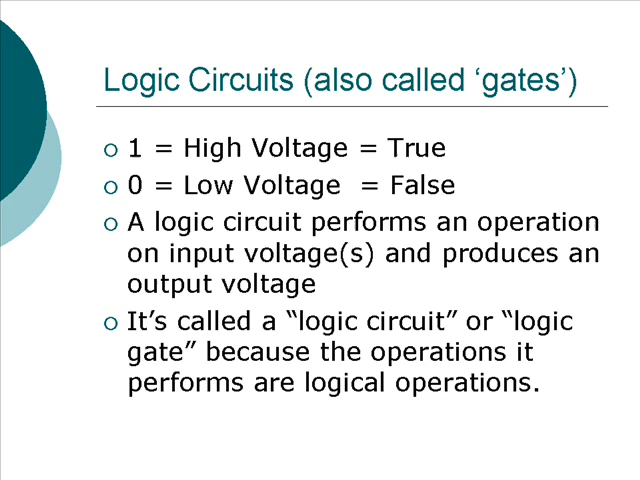 Logic Circuits (also called ‘gates’)
1 = High Voltage = True
0 = Low Voltage  = False
A logic circuit performs an operation
on input voltage(s) and produces an
output voltage
It’s called a “logic circuit” or “logic
gate” because the operations it
performs are logical operations.